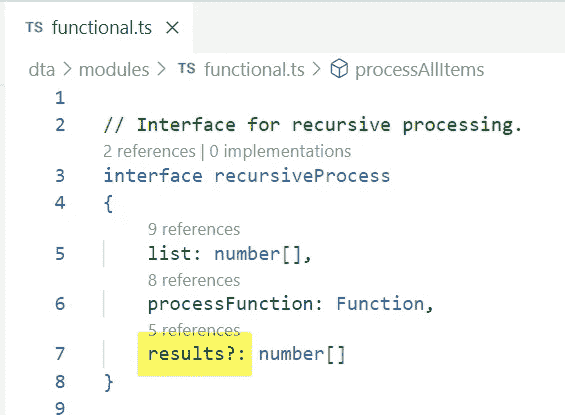 TS functional.ts ×
dta > modules > TS functional.ts > processAllItems
1
2 // Interface for recursive processing.
2 references | 0 implementations
3 interface recursiveProcess
4 {
9 references
5 list: number[],
8 references
6 processFunction: Function,
5 references
7 results?: number[]
8 }
9